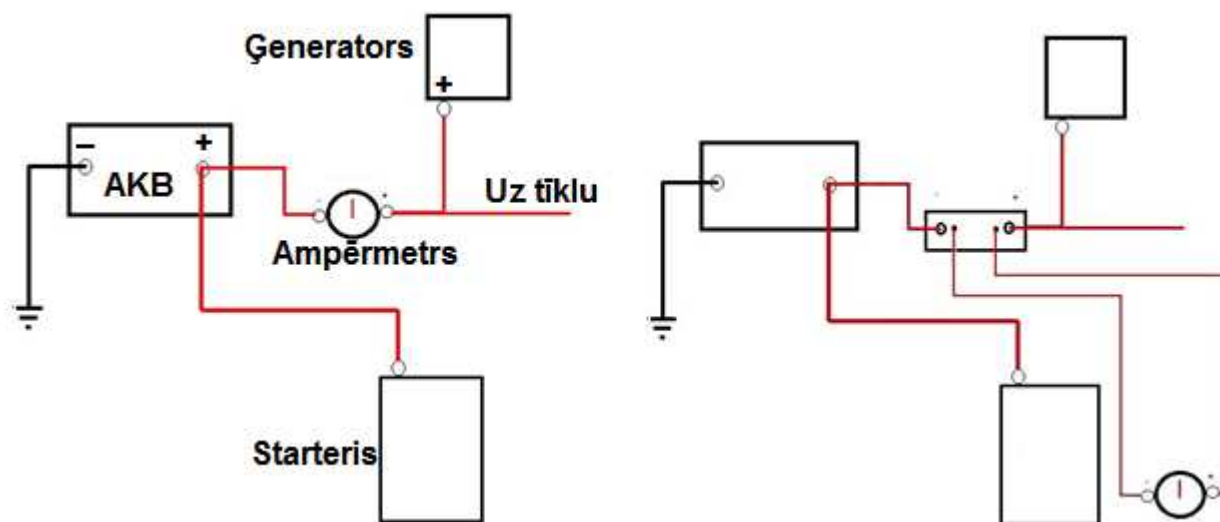 Ģenerators
+
− +
AKB
Uz tīklu
- +
Ampērmetrs
Starteris
- +
- +